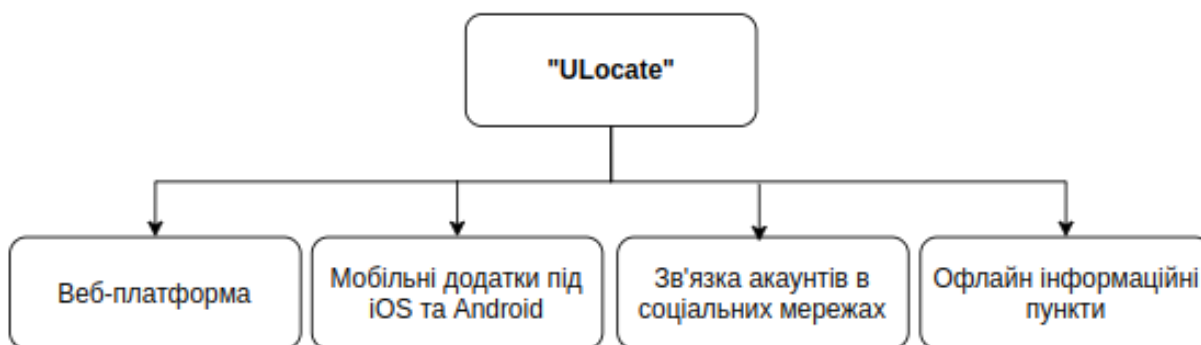 "ULocate"
Веб-платформа
Мобільні додатки під
iOS та Android
Зв'язка акаунтів в
соціальних мережах
Офлайн інформаційні
пункти